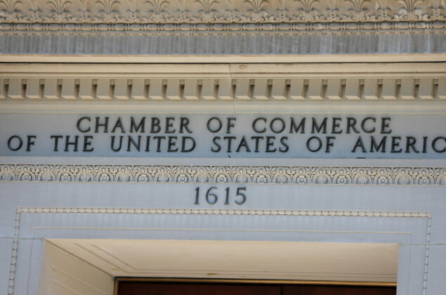 CHAMBER OF COMMERCE
OF THE UNITED STATES OF AMERIC
1615